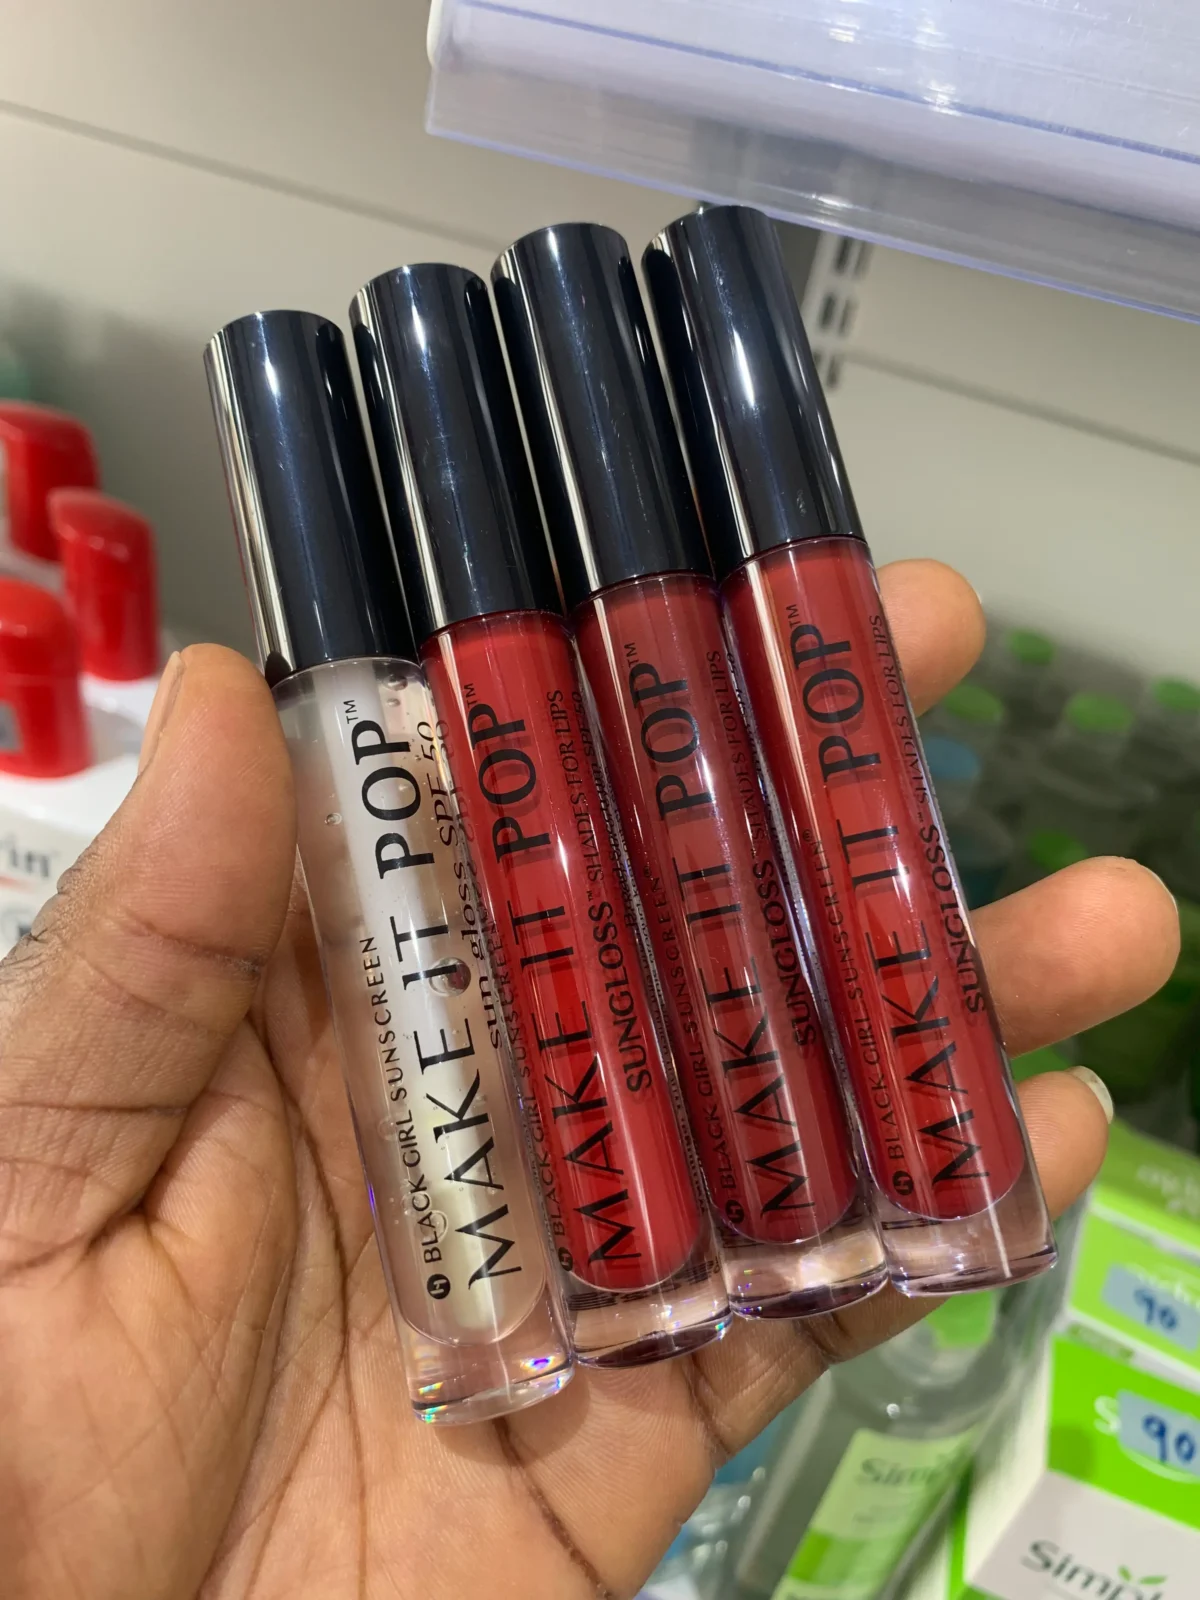 BLACK GIRL SUNSCREEN
MAKE IT POP™
sun gloss SPF 50
BLACK GIRL SUNSCREEN
MAKE IT POP™
SUNGLOSS™ SHADES FOR LIPS
BLACK GIRL SUNSCREEN®
MAKE IT POP™
SUNGLOSS™ SHADES FOR LIPS
BLACK GIRL SUNSCREEN®
MAKE IT POP™
SUNGLOSS™ SHADES FOR LIPS
90
90
Simpl